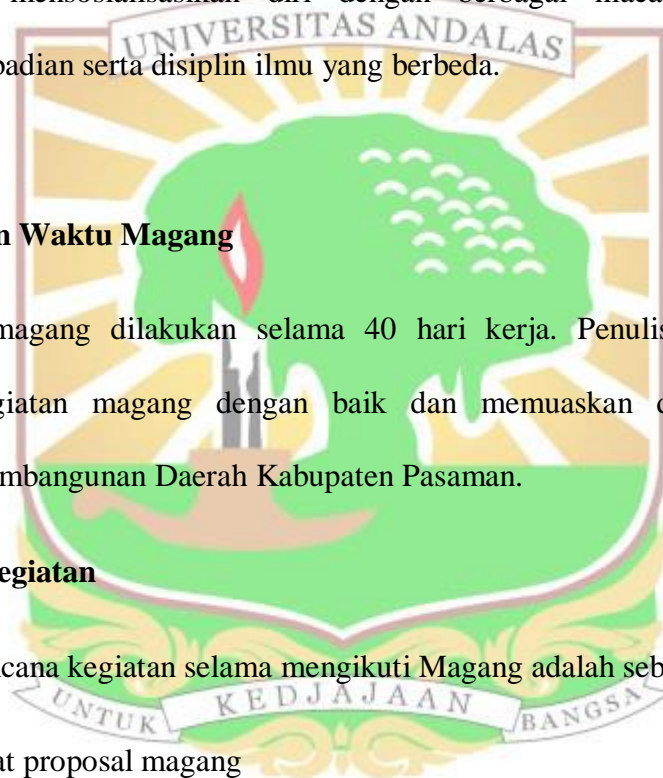 mensosialisasikan diri dengan berbagai
UNIVERSITAS ANDALAS
badian serta disiplin ilmu yang berbeda.
n Waktu Magang
magang dilakukan selama 40 hari kerja. Penulis
giatan magang dengan baik dan memuaskan d
mbangunan Daerah Kabupaten Pasaman.
egiatan
cana kegiatan selama mengikuti Magang adalah seb
UNTUK KEDJAJAAN BANGSA
at proposal magang